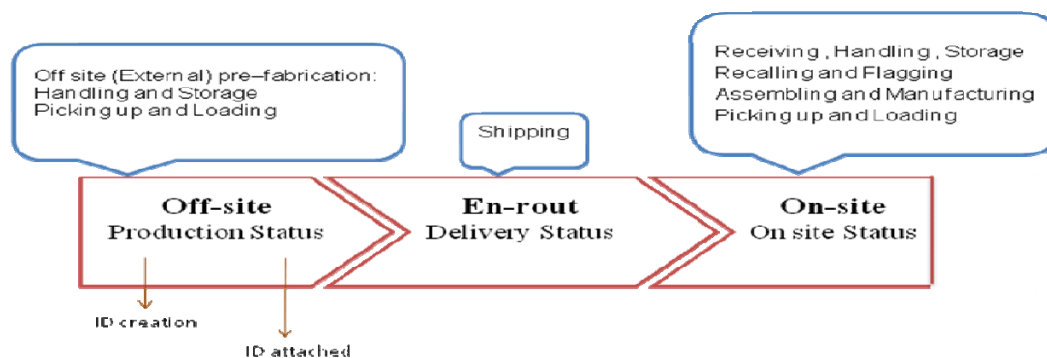 Off site (External) pre-fabrication:
Handling and Storage
Picking up and Loading
Shipping
Receiving, Handling, Storage
Recalling and Flagging
Assembling and Manufacturing
Picking up and Loading
Off-site
Production Status
En-rout
Delivery Status
On-site
On site Status
ID creation
ID attached